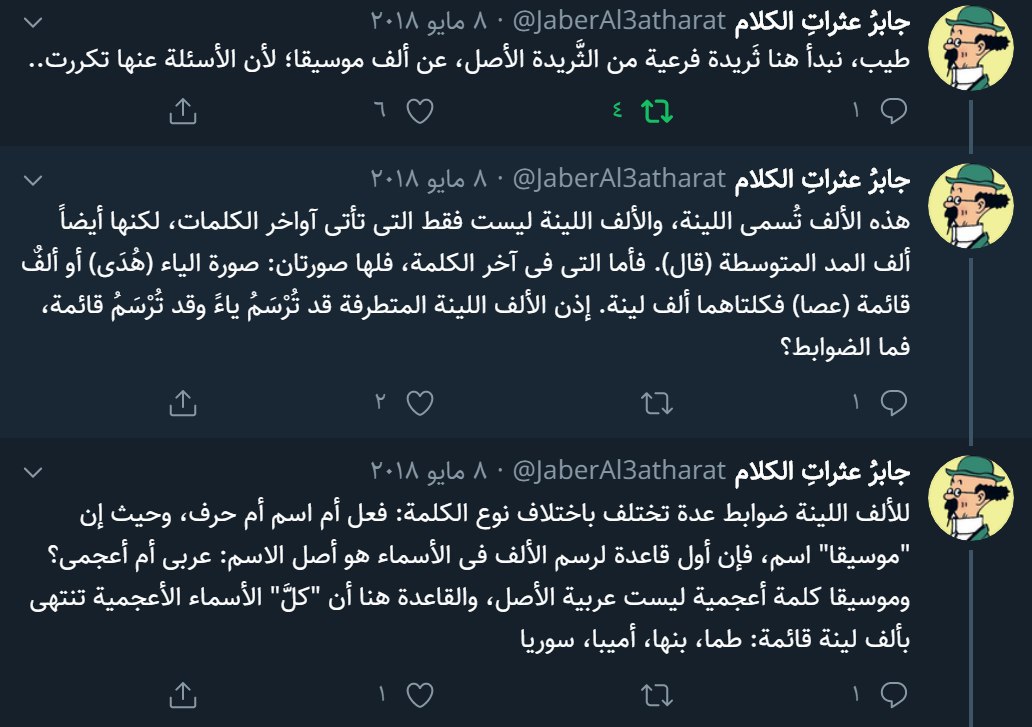 جابرُ عثراتِ الكلام @JaberAl3atharat · ٨ مايو ٢٠١٨
طيب، نبدأ هنا ثَريدة فرعية من الثَّريدة الأصل، عن ألف موسيقا؛ لأن الأسئلة عنها تكررت..
١ ٤ ٦
جابرُ عثراتِ الكلام @JaberAl3atharat · ٨ مايو ٢٠١٨
هذه الألف تُسمى اللينة، والألف اللينة ليست فقط التى تأتى آواخر الكلمات، لكنها أيضاً
ألف المد المتوسطة (قال). فأما التى فى آخر الكلمة، فلها صورتان: صورة الياء (هُدَى) أو ألفٌ
قائمة (عصا) فكلتاهما ألف لينة. إذن الألف اللينة المتطرفة قد تُرْسَمُ ياءً وقد تُرْسَمُ قائمة،
فما الضوابط؟
١ ٢
جابرُ عثراتِ الكلام @JaberAl3atharat · ٨ مايو ٢٠١٨
للألف اللينة ضوابط عدة تختلف باختلاف نوع الكلمة: فعل أم اسم أم حرف، وحيث إن
"موسيقا" اسم، فإن أول قاعدة لرسم الألف فى الأسماء هو أصل الاسم: عربى أم أعجمى؟
وموسيقا كلمة أعجمية ليست عربية الأصل، والقاعدة هنا أن "كلَّ" الأسماء الأعجمية تنتهى
بألف لينة قائمة: طما، بنها، أميبا، سوريا
١ ١